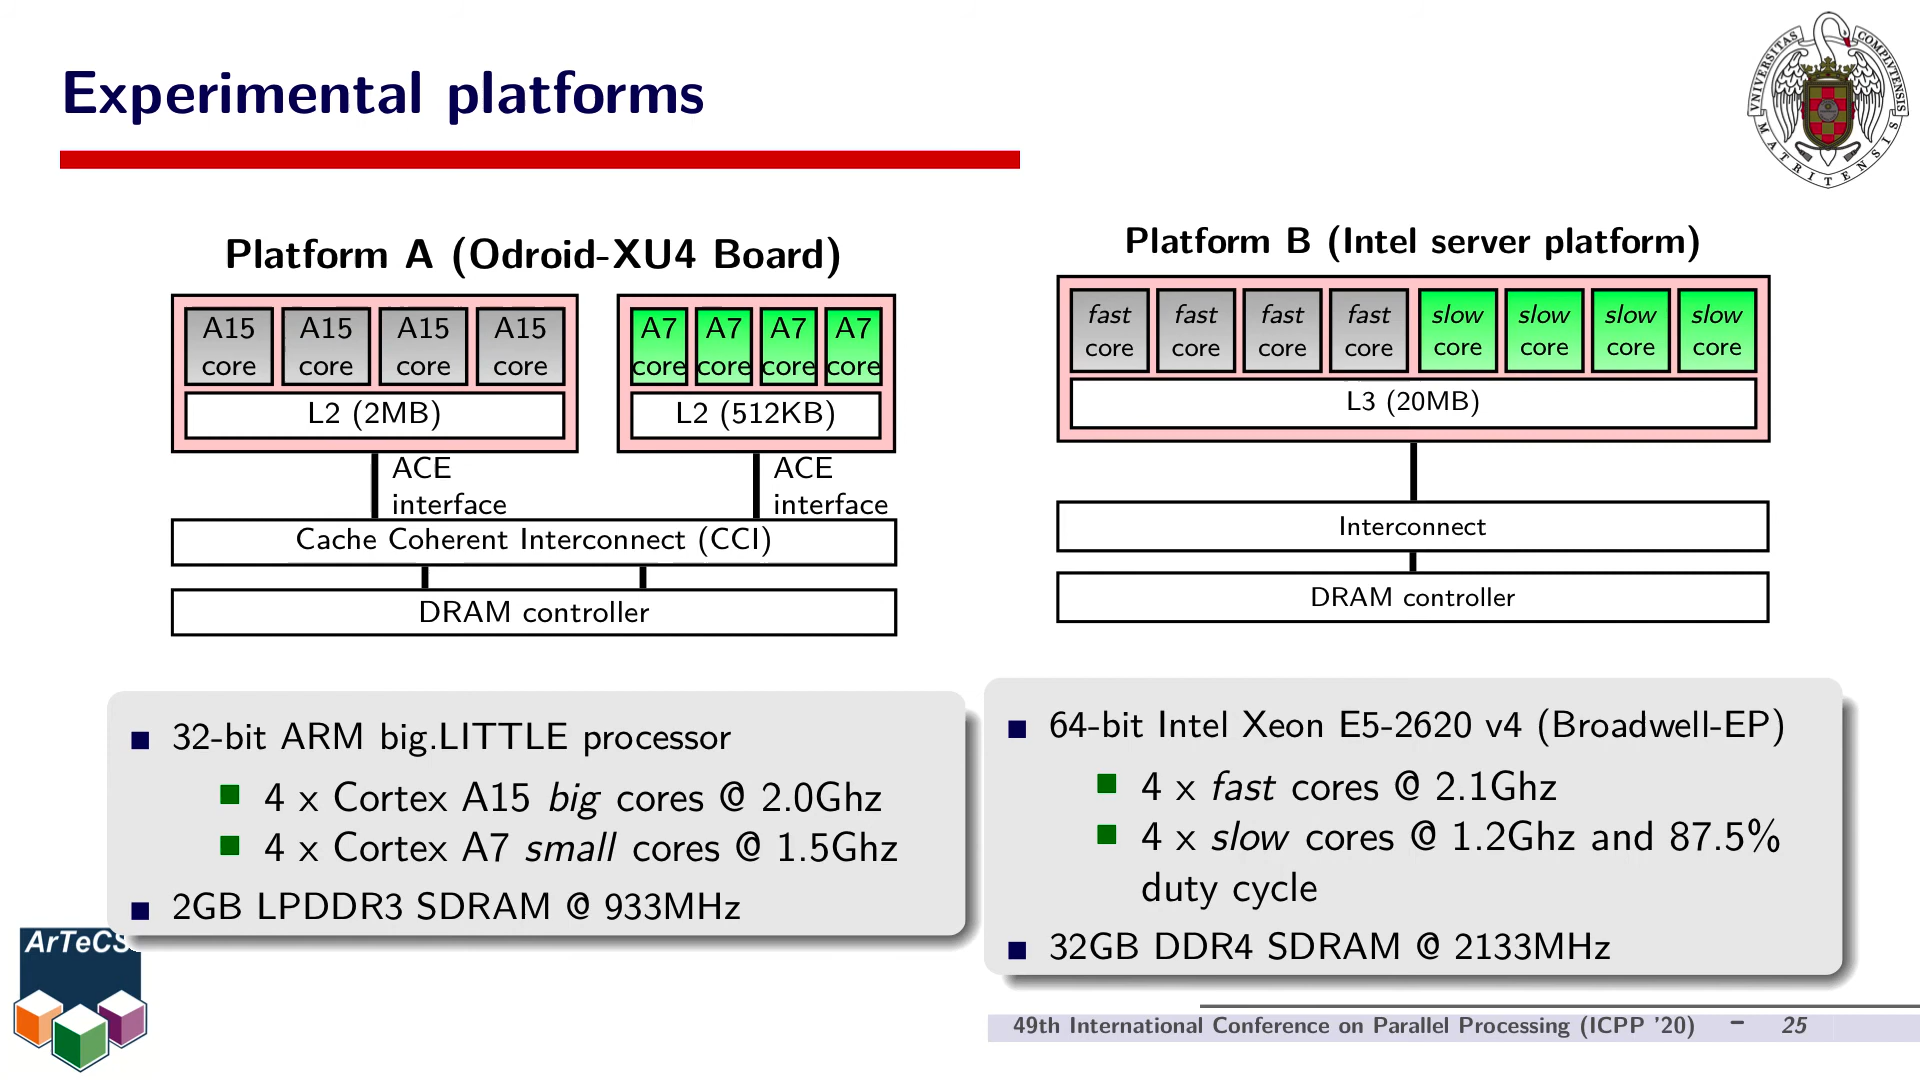 Experimental platforms
VNIVERSITAS COMPLVTENSIS
MATRITENSIS
Platform A (Odroid-XU4 Board)
A15 core
A15 core
A15 core
A15 core
A7 core
A7 core
A7 core
A7 core
L2 (2MB)
L2 (512KB)
ACE interface
ACE interface
Cache Coherent Interconnect (CCI)
DRAM controller
32-bit ARM big.LITTLE processor
4 x Cortex A15 big cores @ 2.0Ghz
4 x Cortex A7 small cores @ 1.5Ghz
2GB LPDDR3 SDRAM @ 933MHz
Platform B (Intel server platform)
fast core
fast core
fast core
fast core
slow core
slow core
slow core
slow core
L3 (20MB)
Interconnect
DRAM controller
64-bit Intel Xeon E5-2620 v4 (Broadwell-EP)
4 x fast cores @ 2.1Ghz
4 x slow cores @ 1.2Ghz and 87.5%
duty cycle
32GB DDR4 SDRAM @ 2133MHz
ArTeCS
49th International Conference on Parallel Processing (ICPP '20) – 25